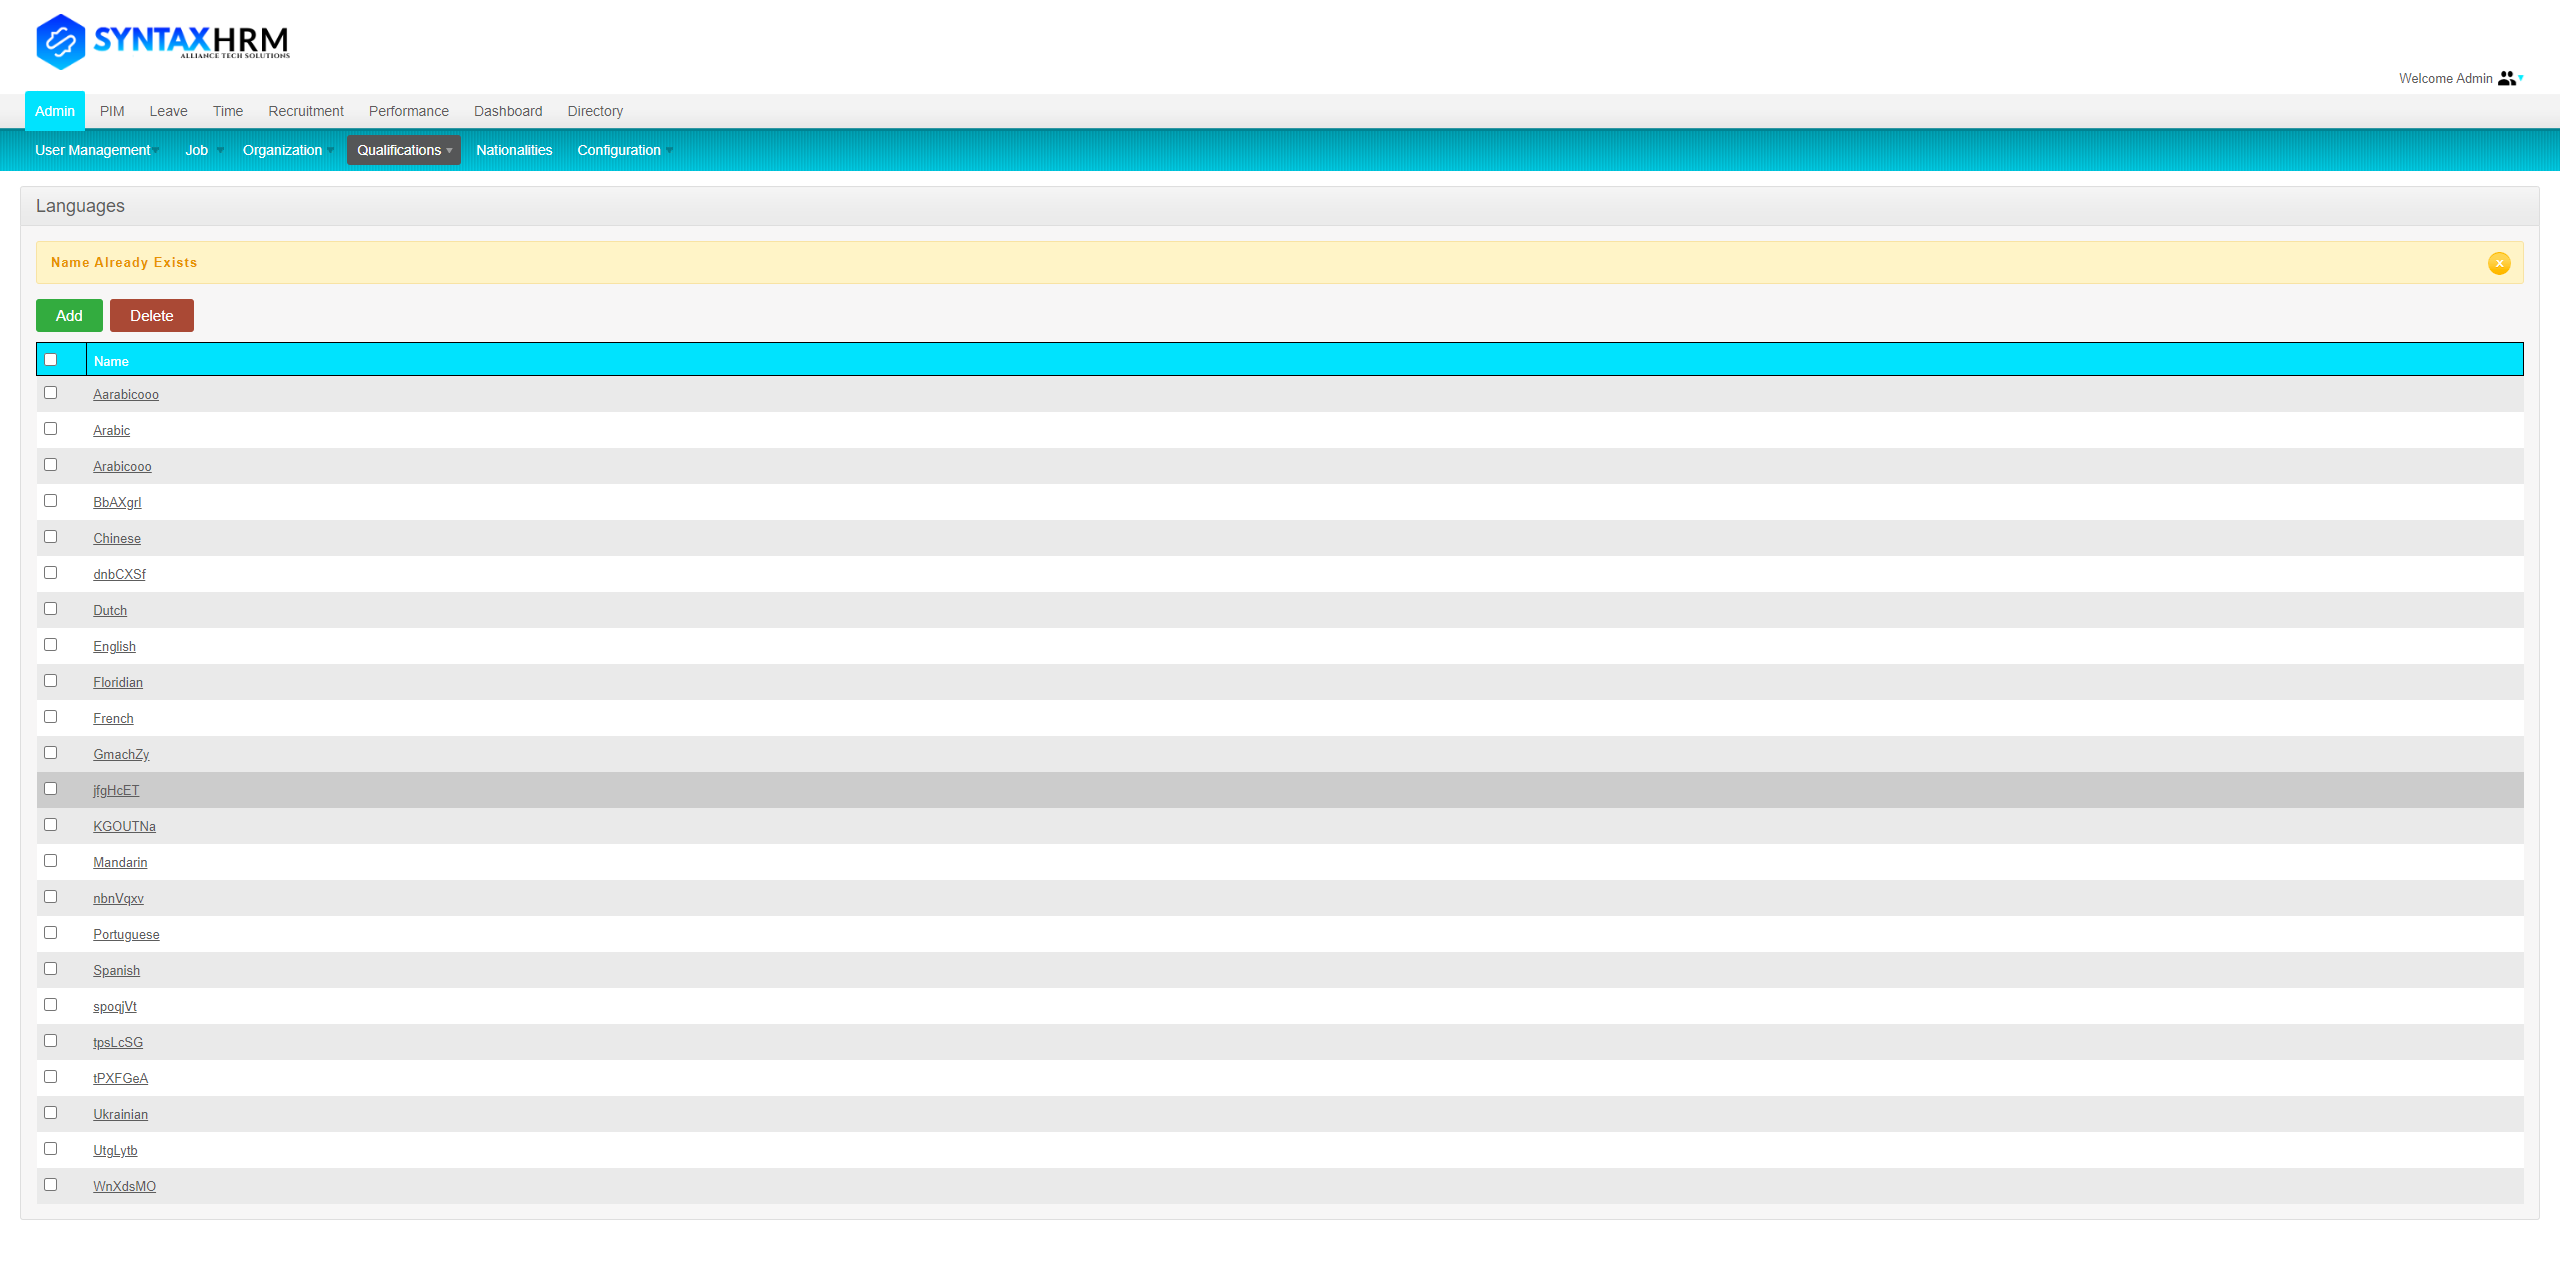 SYNTAXHRM
ALLIANCE TECH SOLUTIONS
Welcome Admin
Admin PIM Leave Time Recruitment Performance Dashboard Directory
User Management Job Organization Qualifications Nationalities Configuration
Languages
Name Already Exists
Add Delete
Name
Aarabicooo
Arabic
Arabicooo
BbAXgrl
Chinese
dnbCXSf
Dutch
English
Floridian
French
GmachZy
jfgHcET
KGOUTNa
Mandarin
nbnVqxv
Portuguese
Spanish
spoqjVt
tpsLcSG
tPXFGeA
Ukrainian
UtgLytb
WnXdsMO